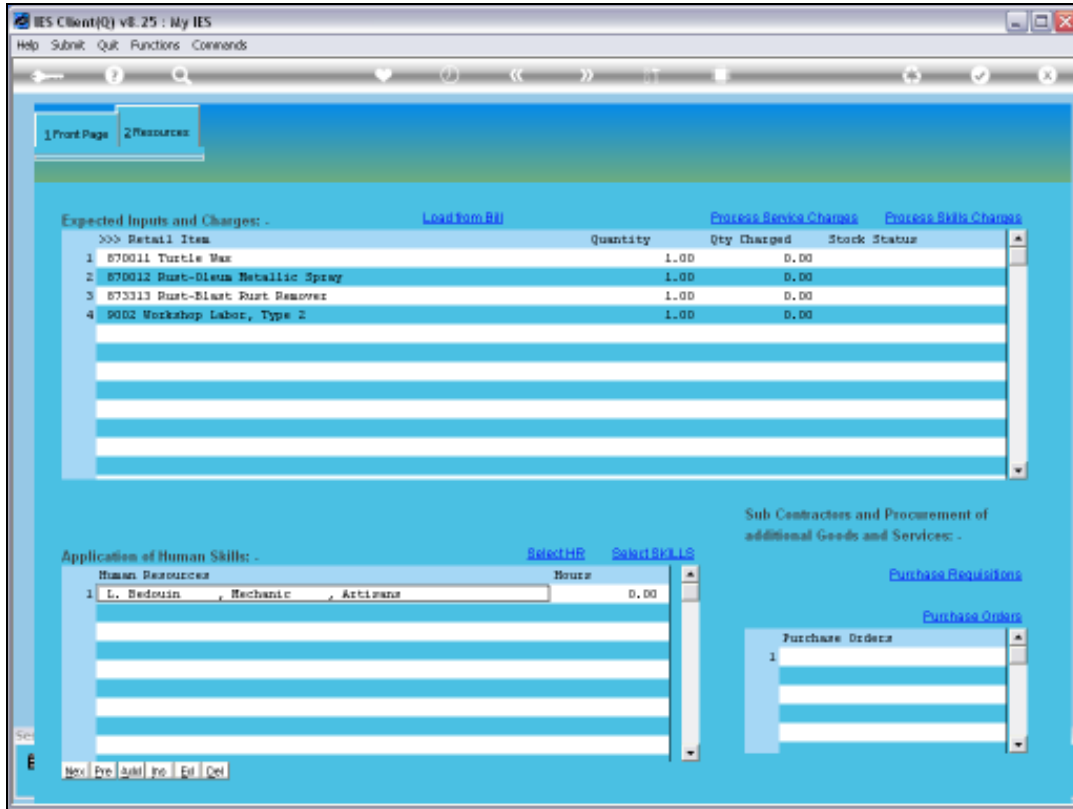 IES Client(Q) v8.25 : My IES
Help Submit Quit Functions Commands
1 Front Page 2 Resources
Expected Inputs and Charges: - Load from Bill Process Service Charges Process Skills Charges
>>> Retail Item Quantity Qty Charged Stock Status
1 870011 Turtle Wax 1.00 0.00
2 870012 Rust-Oleum Metallic Spray 1.00 0.00
3 873313 Rust-Blast Rust Remover 1.00 0.00
4 9002 Workshop Labor, Type 2 1.00 0.00
Sub Contractors and Procurement of
additional Goods and Services: -
Application of Human Skills: - Select HR Select SKILLS
Human Resources Hours
1 L. Bedouin , Mechanic , Artisans 0.00
Purchase Requisitions
Purchase Orders
Purchase Orders
1
Nex Pre Add Ins Ed Del